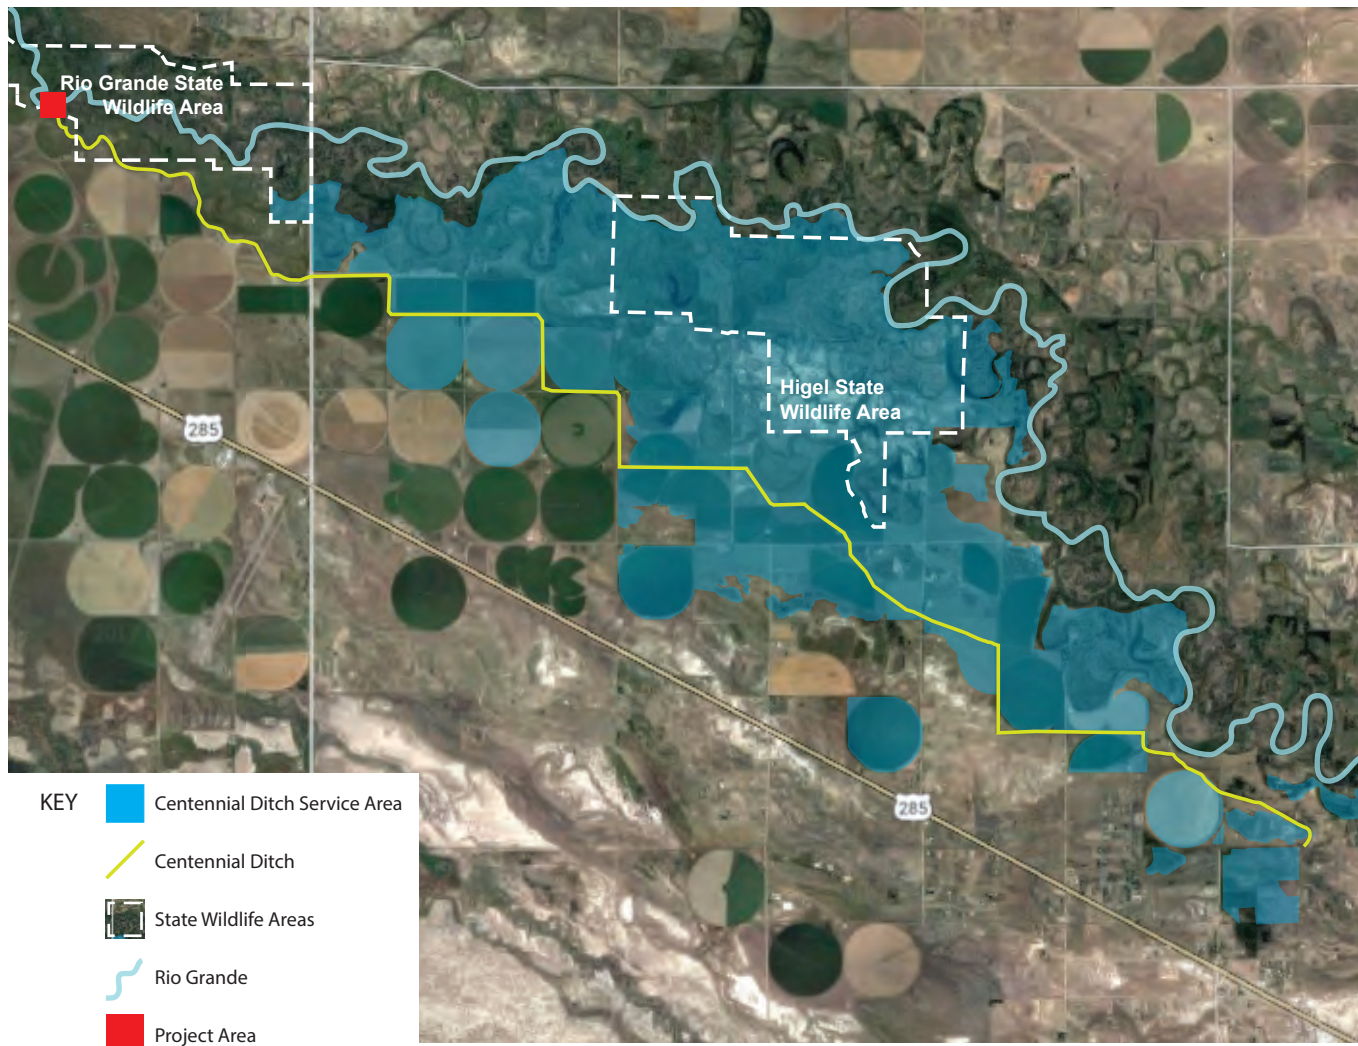 Rio Grande State
Wildlife Area
285
Higel State
Wildlife Area
285
KEY
Centennial Ditch Service Area
Centennial Ditch
State Wildlife Areas
Rio Grande
Project Area